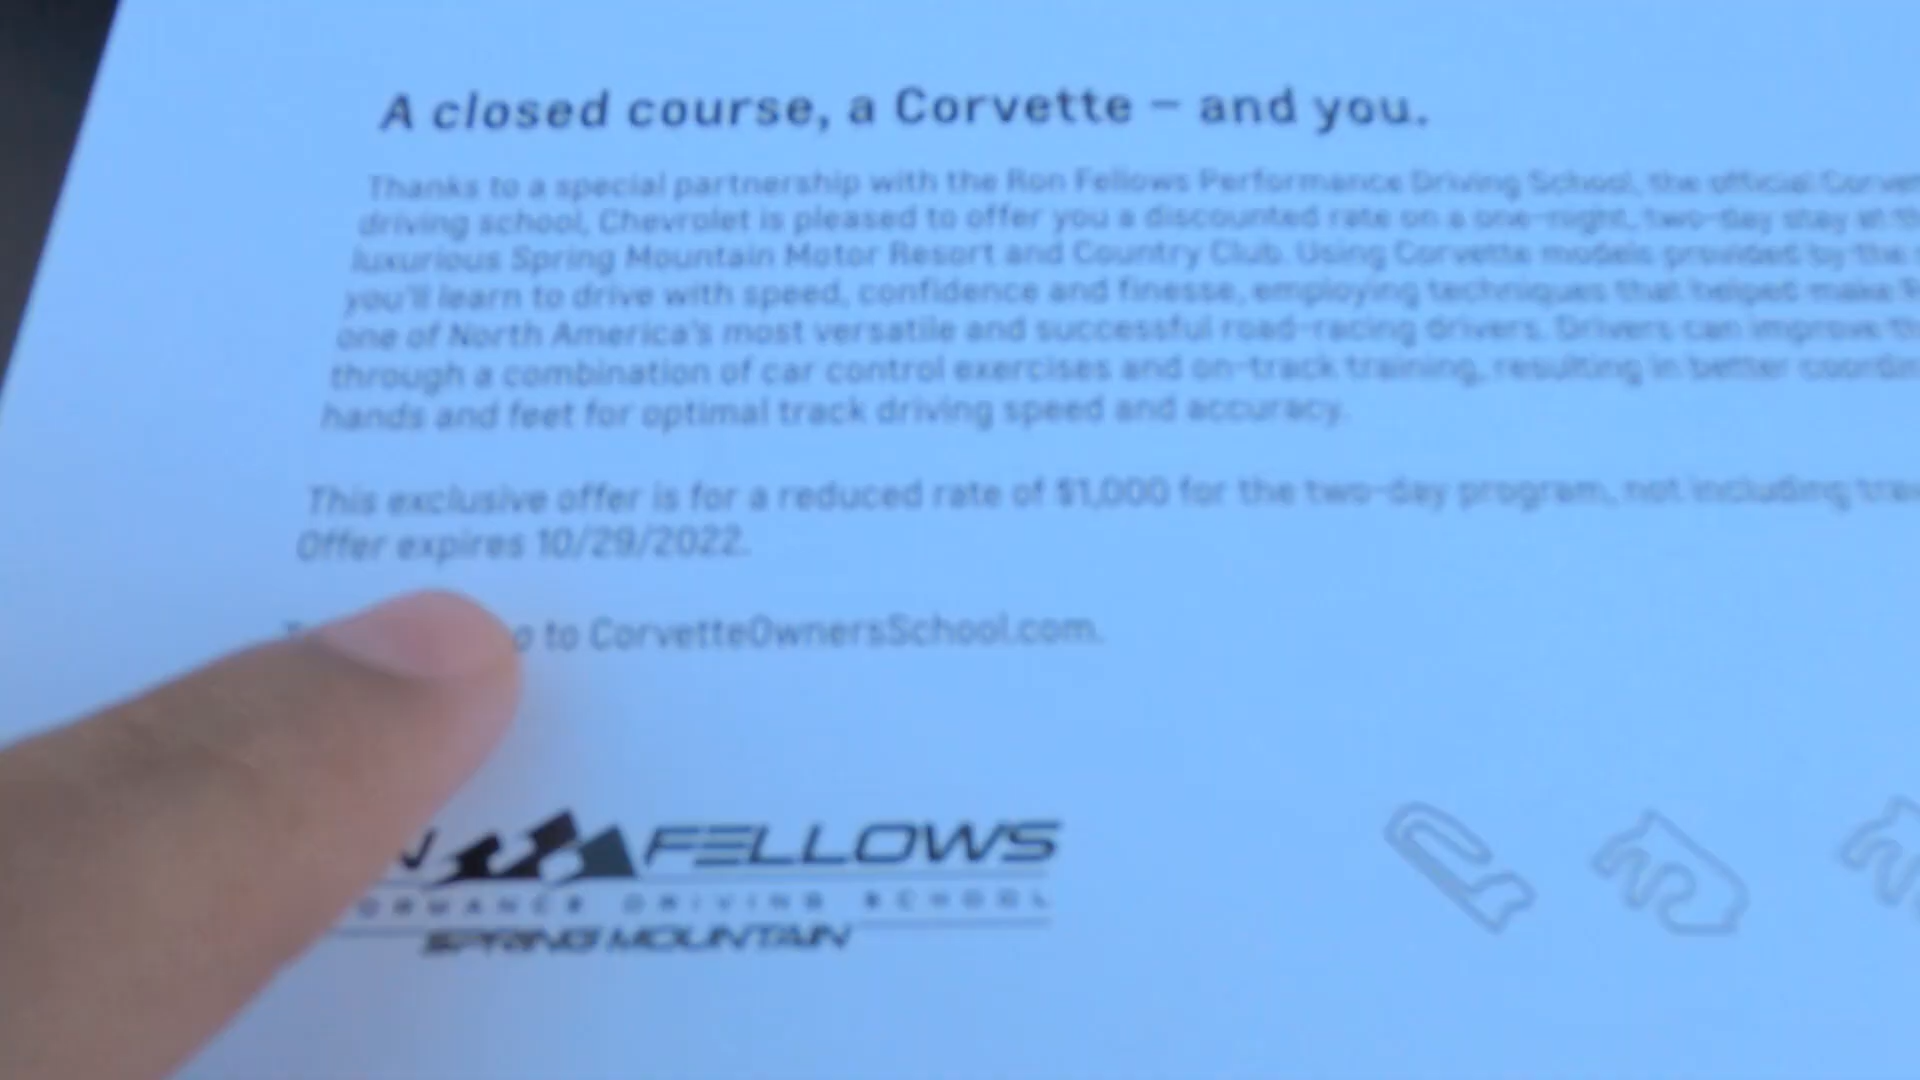 A closed course, a Corvette – and you.
Thanks to a special partnership with the Ron Fellows Performance Driving School, the official
driving school, Chevrolet is pleased to offer you a discounted rate on a one-night, two-day stay at
luxurious Spring Mountain Motor Resort and Country Club. Using Corvette models provided by the
you'll learn to drive with speed, confidence and finesse, employing techniques that helped make
one of North America's most versatile and successful road-racing drivers. Drivers can improve
through a combination of car control exercises and on-track training, resulting in better
hands and feet for optimal track driving speed and accuracy.
This exclusive offer is for a reduced rate of $1,000 for the two-day program, not including
Offer expires 10/29/2022.
to CorvetteOwnersSchool.com.
FELLOWS
DRIVING SCHOOL
SPRING MOUNTAIN